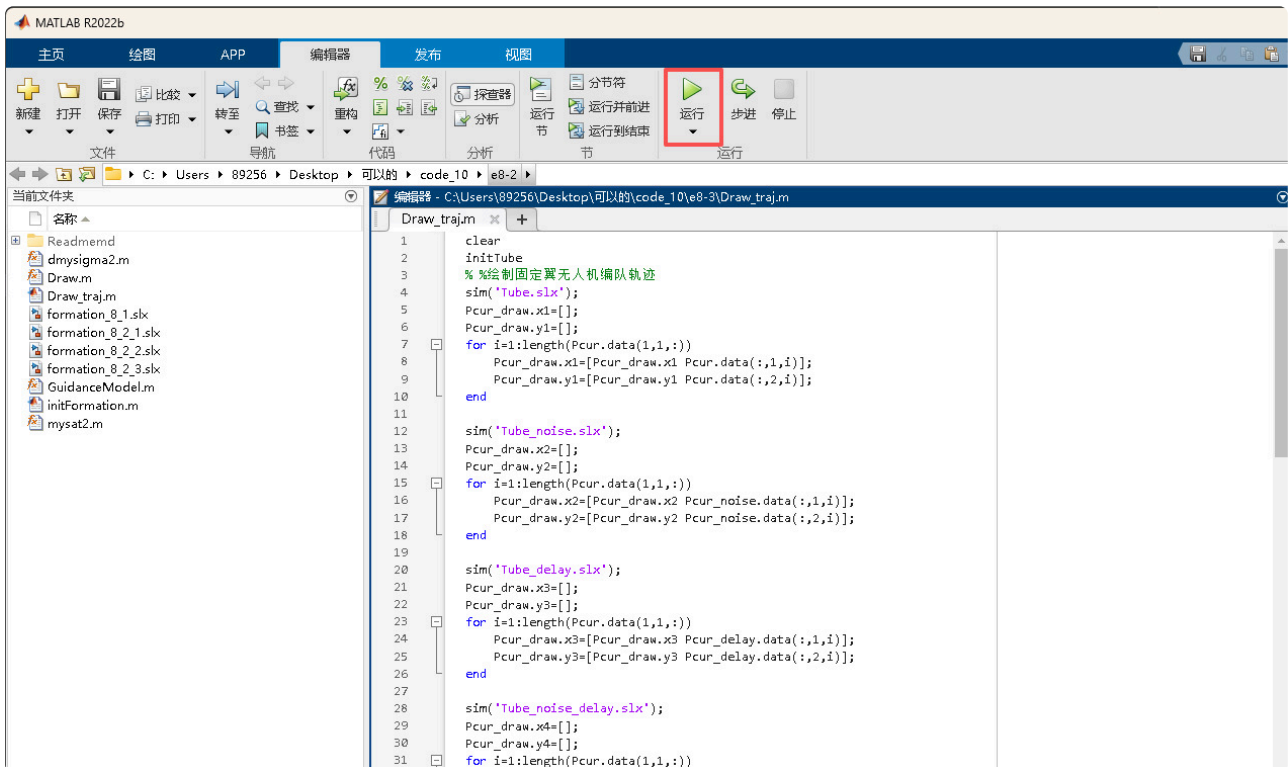 MATLAB R2022b
主页 绘图 APP 编辑器 发布 视图
新建 打开 保存 比较 打印
文件
转至 查找 书签
导航
重构
代码
探查器 分析
分析
运行节 分节符 运行并前进 运行到结束
节
运行 步进 停止
运行
C: Users 89256 Desktop 可以的 code_10 e8-2
当前文件夹
名称
Readmemd
dmysigma2.m
Draw.m
Draw_traj.m
formation_8_1.slx
formation_8_2_1.slx
formation_8_2_2.slx
formation_8_2_3.slx
GuidanceModel.m
initFormation.m
mysat2.m
编辑器 - C:\Users\89256\Desktop\可以的\code_10\e8-3\Draw_traj.m
Draw_traj.m
1 clear
2 initTube
3 % %绘制固定翼无人机编队轨迹
4 sim('Tube.slx');
5 Pcur_draw.x1=[];
6 Pcur_draw.y1=[];
7 for i=1:length(Pcur.data(1,1,:))
8 Pcur_draw.x1=[Pcur_draw.x1 Pcur.data(:,1,i)];
9 Pcur_draw.y1=[Pcur_draw.y1 Pcur.data(:,2,i)];
10 end
11
12 sim('Tube_noise.slx');
13 Pcur_draw.x2=[];
14 Pcur_draw.y2=[];
15 for i=1:length(Pcur.data(1,1,:))
16 Pcur_draw.x2=[Pcur_draw.x2 Pcur_noise.data(:,1,i)];
17 Pcur_draw.y2=[Pcur_draw.y2 Pcur_noise.data(:,2,i)];
18 end
19
20 sim('Tube_delay.slx');
21 Pcur_draw.x3=[];
22 Pcur_draw.y3=[];
23 for i=1:length(Pcur.data(1,1,:))
24 Pcur_draw.x3=[Pcur_draw.x3 Pcur_delay.data(:,1,i)];
25 Pcur_draw.y3=[Pcur_draw.y3 Pcur_delay.data(:,2,i)];
26 end
27
28 sim('Tube_noise_delay.slx');
29 Pcur_draw.x4=[];
30 Pcur_draw.y4=[];
31 for i=1:length(Pcur.data(1,1,:))